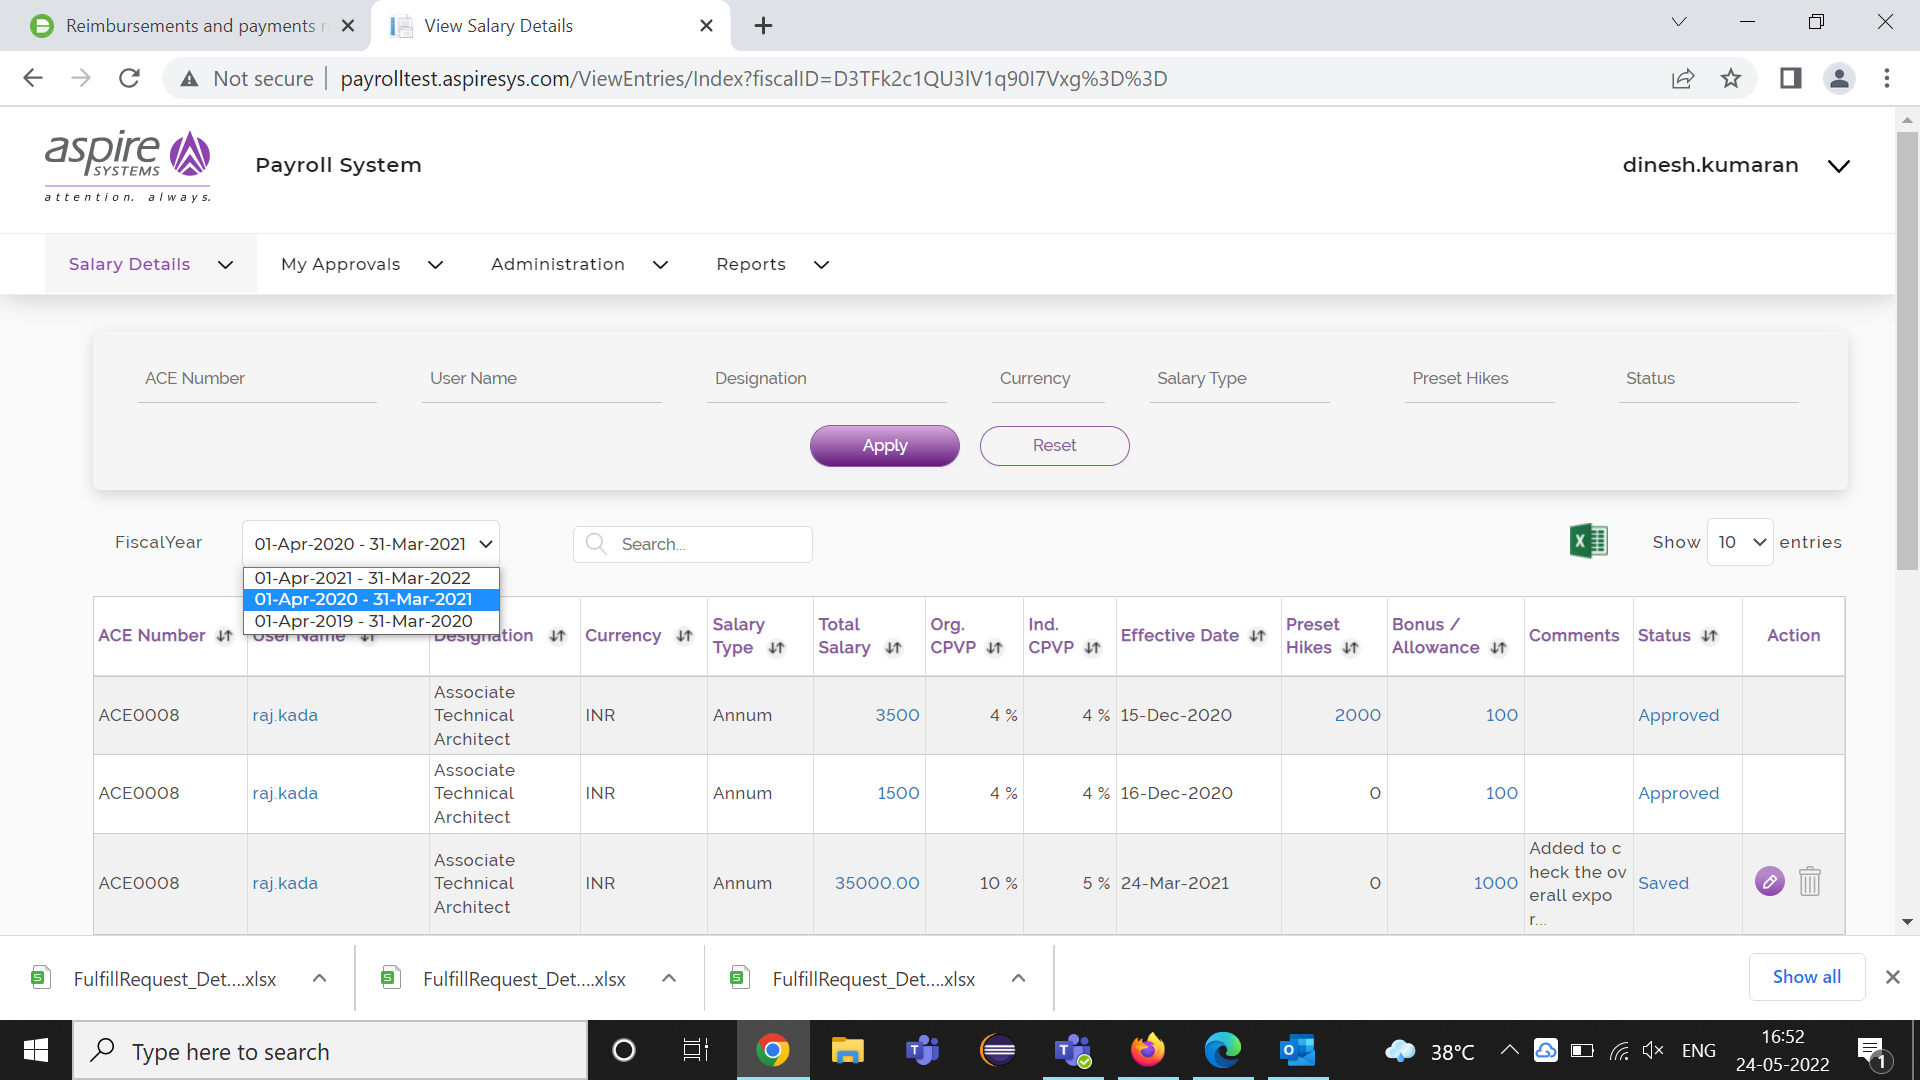 Reimbursements and payments r
View Salary Details
Not secure
payrolltest.aspiresys.com/ViewEntries/Index?fiscalID=D3TFk2c1QU3lV1q90I7Vxg%3D%3D
aspire
SYSTEMS
attention. always.
Payroll System
dinesh.kumaran
Salary Details
My Approvals
Administration
Reports
ACE Number
User Name
Designation
Currency
Salary Type
Preset Hikes
Status
Apply
Reset
FiscalYear
01-Apr-2020 - 31-Mar-2021
Search...
Show 10 entries
01-Apr-2021 - 31-Mar-2022
01-Apr-2020 - 31-Mar-2021
01-Apr-2019 - 31-Mar-2020
ACE Number
User Name
Designation
Currency
Salary
Type
Total
Salary
Org.
CPVP
Ind.
CPVP
Effective Date
Preset
Hikes
Bonus /
Allowance
Comments
Status
Action
ACE0008
raj.kada
Associate
Technical
Architect
INR
Annum
3500
4 %
4 %
15-Dec-2020
2000
100
Approved
ACE0008
raj.kada
Associate
Technical
Architect
INR
Annum
1500
4 %
4 %
16-Dec-2020
0
100
Approved
ACE0008
raj.kada
Associate
Technical
Architect
INR
Annum
35000.00
10 %
5 %
24-Mar-2021
0
1000
Added to c
heck the ov
erall expo
r...
Saved
FulfillRequest_Det....xlsx
FulfillRequest_Det....xlsx
FulfillRequest_Det....xlsx
Show all
Type here to search
38°C
ENG
16:52
24-05-2022
1